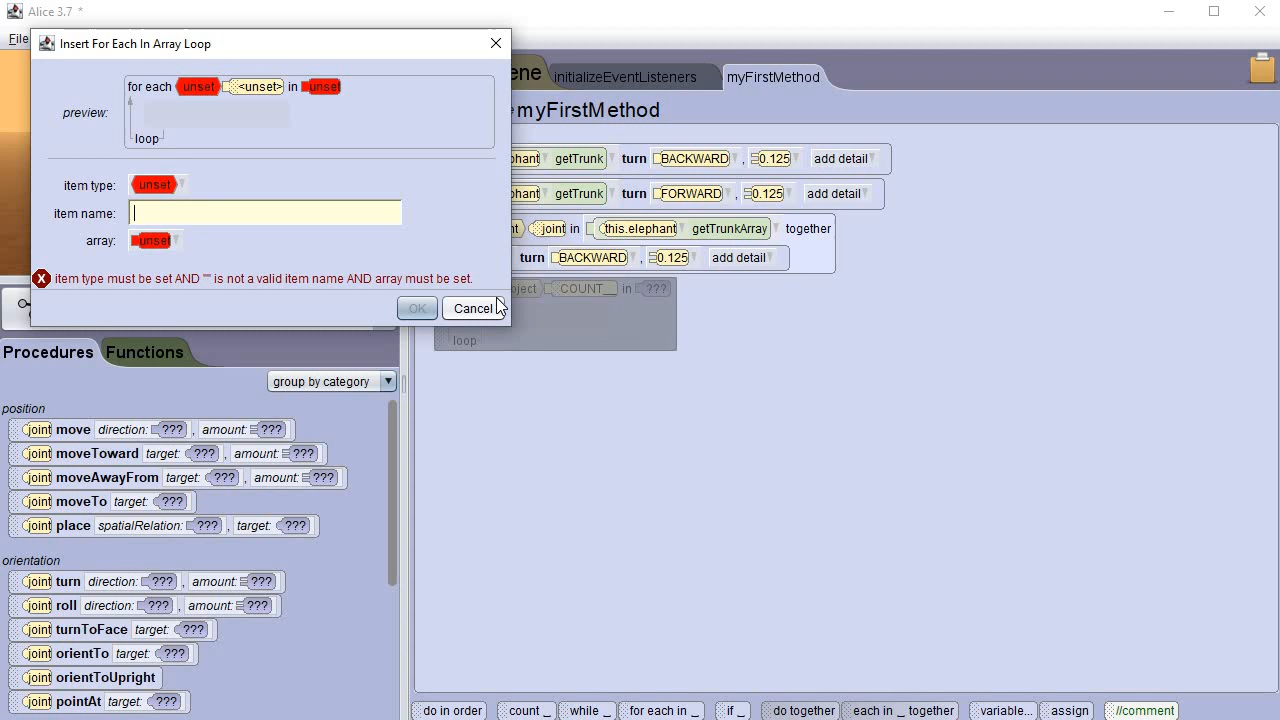 Alice 3.7 *
File
Insert For Each In Array Loop
preview:
for each unset <unset> in unset
loop
item type: unset
item name:
array: unset
item type must be set AND "" is not a valid item name AND array must be set.
OK Cancel
ene initializeEventListeners myFirstMethod
myFirstMethod
phant getTrunk turn BACKWARD , 0.125 add detail
phant getTrunk turn FORWARD , 0.125 add detail
nt joint in this.elephant getTrunkArray together
turn BACKWARD , 0.125 add detail
oject COUNT__ in ???
loop
Procedures Functions
group by category
position
joint move direction: ??? , amount: ???
joint moveToward target: ??? , amount: ???
joint moveAwayFrom target: ??? , amount: ???
joint moveTo target: ???
joint place spatialRelation: ??? , target: ???
orientation
joint turn direction: ??? , amount: ???
joint roll direction: ??? , amount: ???
joint turnToFace target: ???
joint orientTo target: ???
joint orientToUpright
joint pointAt target: ???
do in order count _ while _ for each in _ if _ do together each in _ together variable... assign //comment